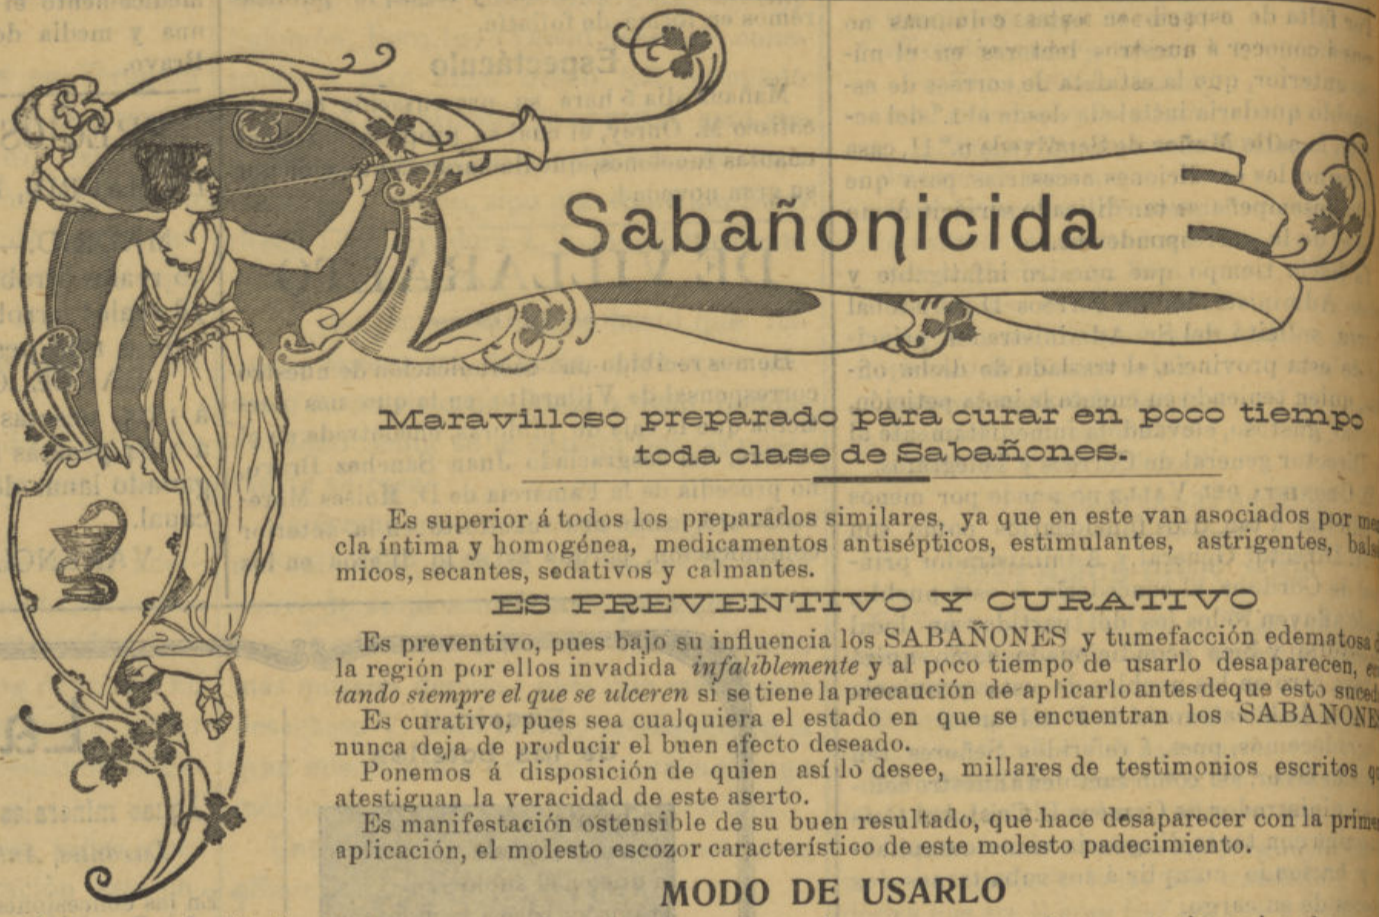 Sabañonicida
Maravilloso preparado para curar en poco tiempo
toda clase de Sabañones.
Es superior á todos los preparados similares, ya que en este van asociados por
cla íntima y homogénea, medicamentos antisépticos, estimulantes, astrigentes,
micos, secantes, sedativos y calmantes.
ES PREVENTIVO Y CURATIVO
Es preventivo, pues bajo su influencia los SABAÑONES y tumefacción edematosa
la región por ellos invadida infaliblemente y al poco tiempo de usarlo desaparecen,
tando siempre el que se ulceren si se tiene la precaución de aplicarlo antes de que esto
Es curativo, pues sea cualquiera el estado en que se encuentran los
nunca deja de producir el buen efecto deseado.
Ponemos á disposición de quien así lo desee, millares de testimonios escritos
atestiguan la veracidad de este aserto.
Es manifestación ostensible de su buen resultado, que hace desaparecer con la
aplicación, el molesto escozor característico de este molesto padecimiento.
MODO DE USARLO